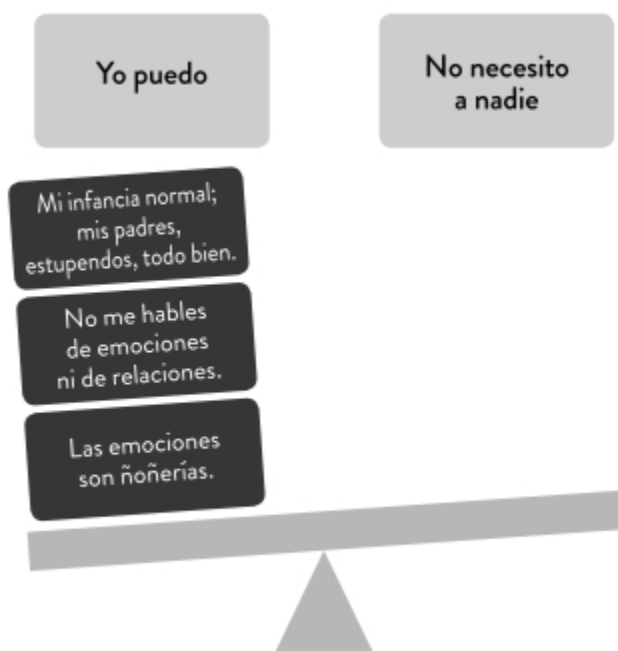 Yo puedo
No necesito
a nadie
Mi infancia normal;
mis padres,
estupendos, todo bien.
No me hables
de emociones
ni de relaciones.
Las emociones
son ñoñerías.